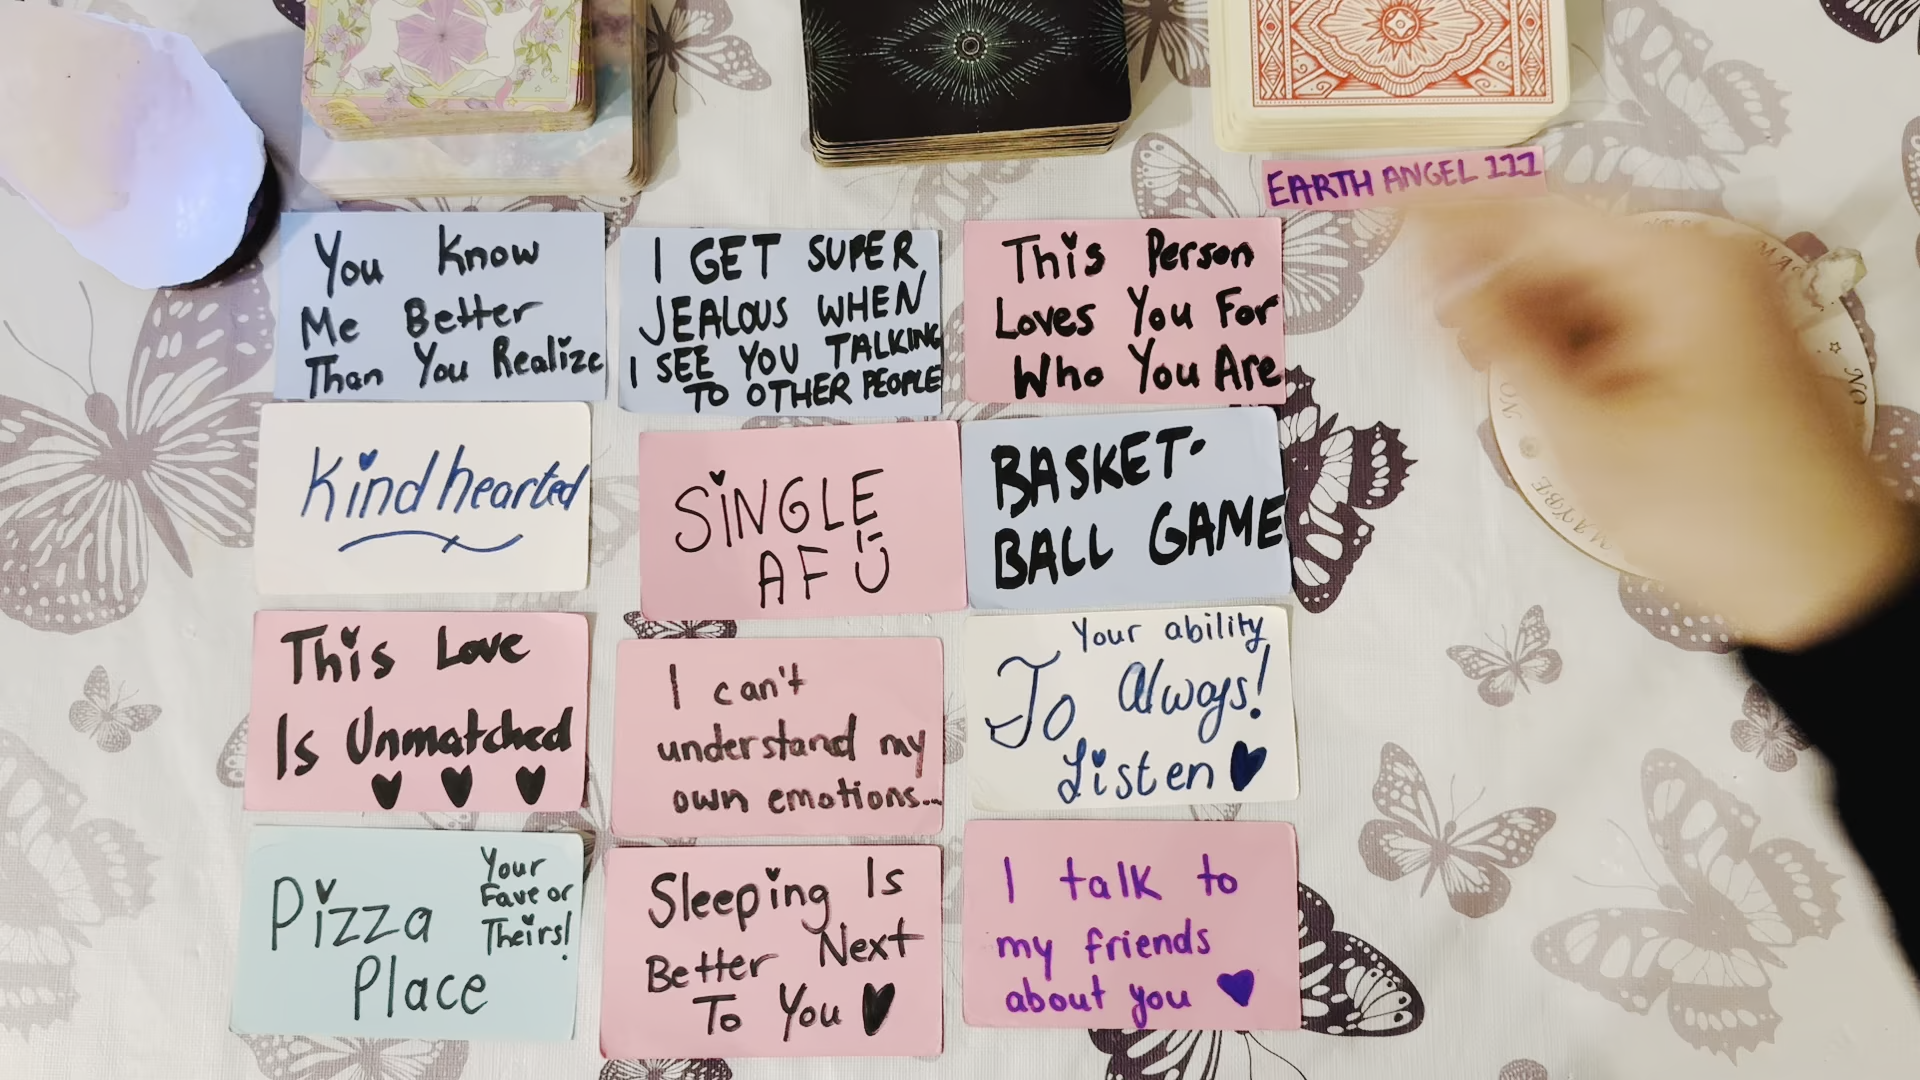 EARTH ANGEL 111
You Know
Me Better
Than You Realize
I GET SUPER
JEALOUS WHEN
I SEE YOU TALKING
TO OTHER PEOPLE
This Person
Loves You For
Who You Are
Kindhearted
SiNGLE
AF
BASKET-
BALL GAME
This Love
Is Unmatched
I can't
understand my
own emotions...
Your ability
To Always!
Listen
Pizza
Place
Your
Fave or
Theirs!
Sleeping Is
Better Next
To You
I talk to
my friends
about you
NO
NO
MAYBE